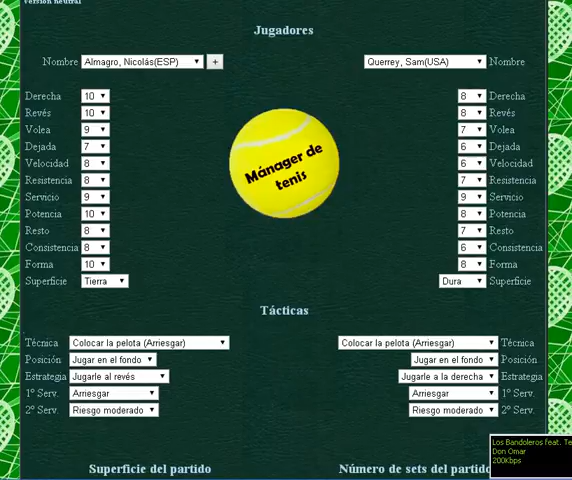 Versión neutral
Jugadores
Nombre Almagro, Nicolás(ESP) + Querrey, Sam(USA) Nombre
Derecha 10 8 Derecha
Revés 10 8 Revés
Volea 9 7 Volea
Dejada 7 6 Dejada
Velocidad 8 6 Velocidad
Resistencia 8 7 Resistencia
Servicio 9 9 Servicio
Potencia 10 8 Potencia
Resto 8 7 Resto
Consistencia 8 6 Consistencia
Forma 10 8 Forma
Superficie Tierra Dura Superficie
Mánager de
tenis
Tácticas
Técnica Colocar la pelota (Arriesgar) Colocar la pelota (Arriesgar) Técnica
Posición Jugar en el fondo Jugar en el fondo Posición
Estrategia Jugarle al revés Jugarle a la derecha Estrategia
1º Serv. Arriesgar Arriesgar 1º Serv.
2º Serv. Riesgo moderado Riesgo moderado 2º Serv.
Superficie del partido Número de sets del partido
Los Bandoleros feat. Te
Don Omar
200Kbps